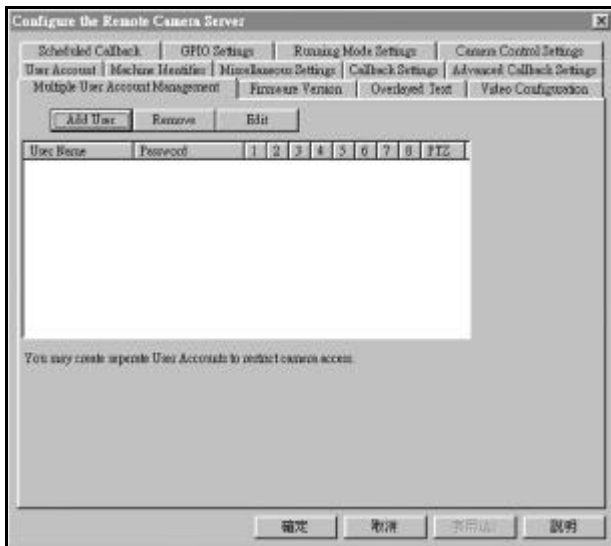 Configure the Remote Camera Server
Scheduled Callback GPIO Settings Running Mode Settings Camera Control Settings
User Account Machine Identifier Miscellaneous Settings Callback Settings Advanced Callback Settings
Multiple User Account Management Firmware Version Overlayed Text Video Configuration
Add User Remove Edit
User Name Password 1 2 3 4 5 6 7 8 PTZ
You may create seperate User Accounts to restrict camera access.
確定 取消 套用(A) 說明